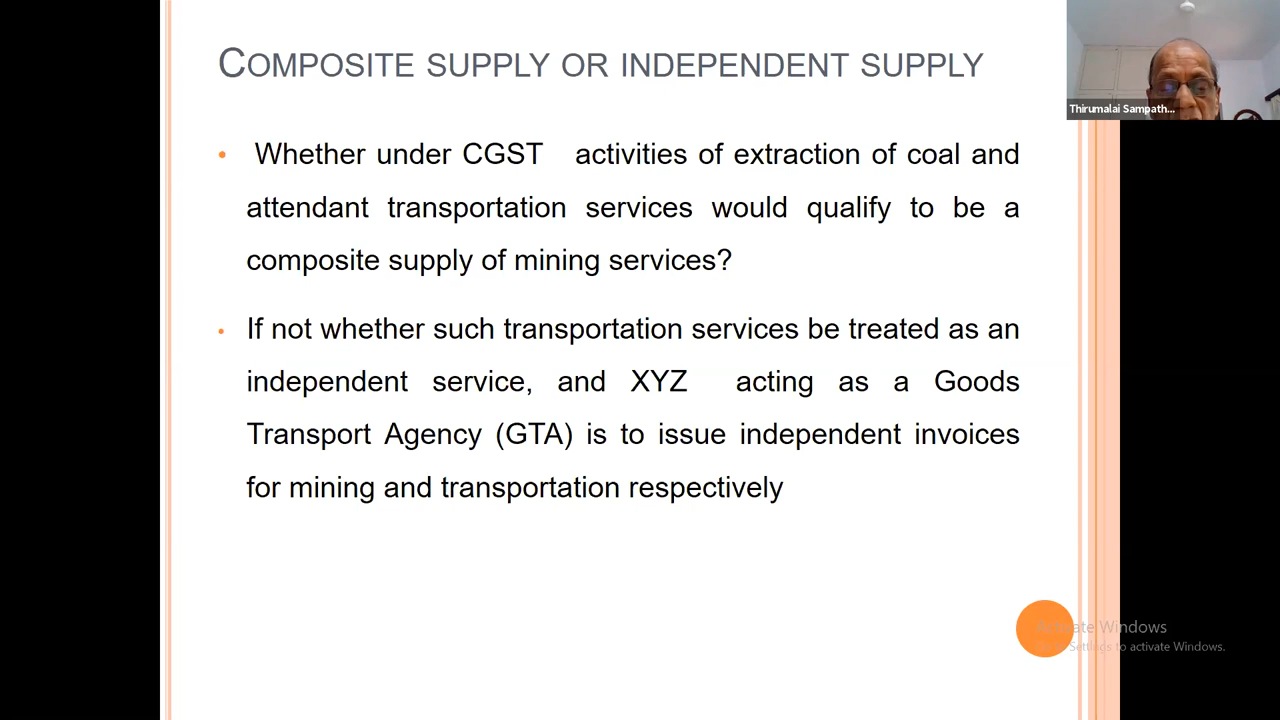 COMPOSITE SUPPLY OR INDEPENDENT SUPPLY
Thirumalai Sampath...
• Whether under CGST activities of extraction of coal and
attendant transportation services would qualify to be a
composite supply of mining services?
• If not whether such transportation services be treated as an
independent service, and XYZ acting as a Goods
Transport Agency (GTA) is to issue independent invoices
for mining and transportation respectively
Activate Windows
Settings to activate Windows.